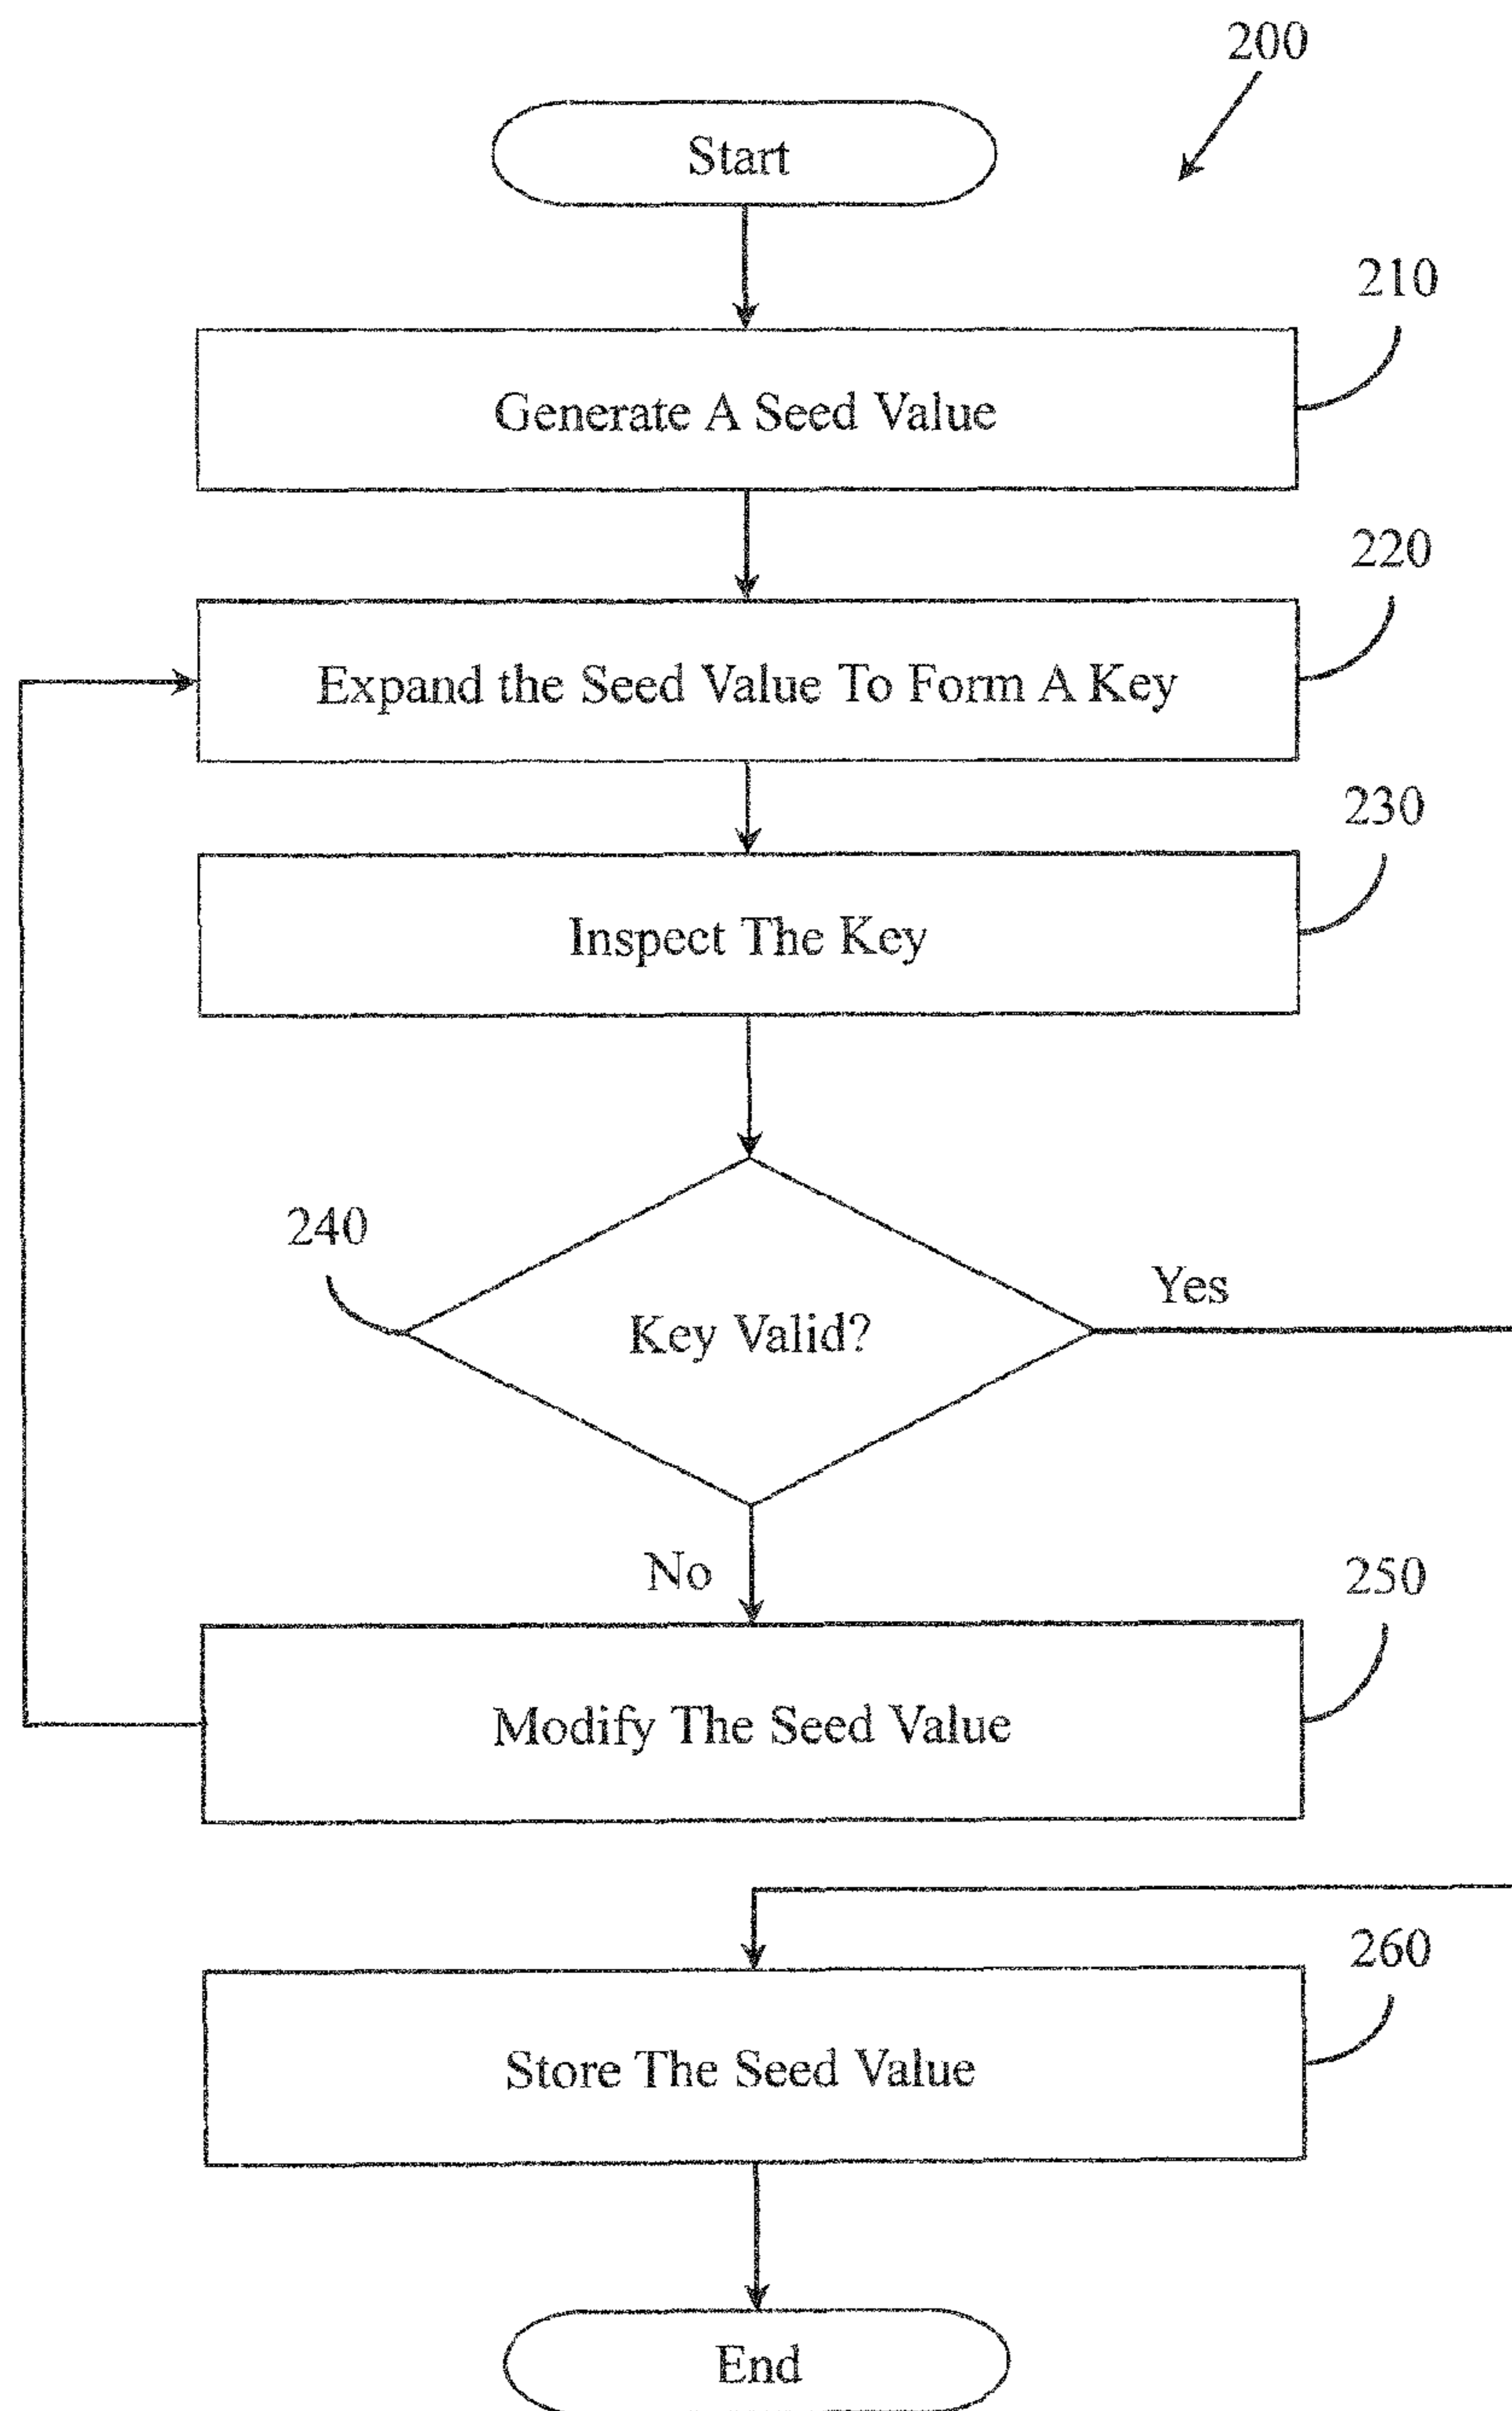 200
Start
210
Generate A Seed Value
220
Expand the Seed Value To Form A Key
230
Inspect The Key
240
Key Valid?
Yes
No
250
Modify The Seed Value
260
Store The Seed Value
End